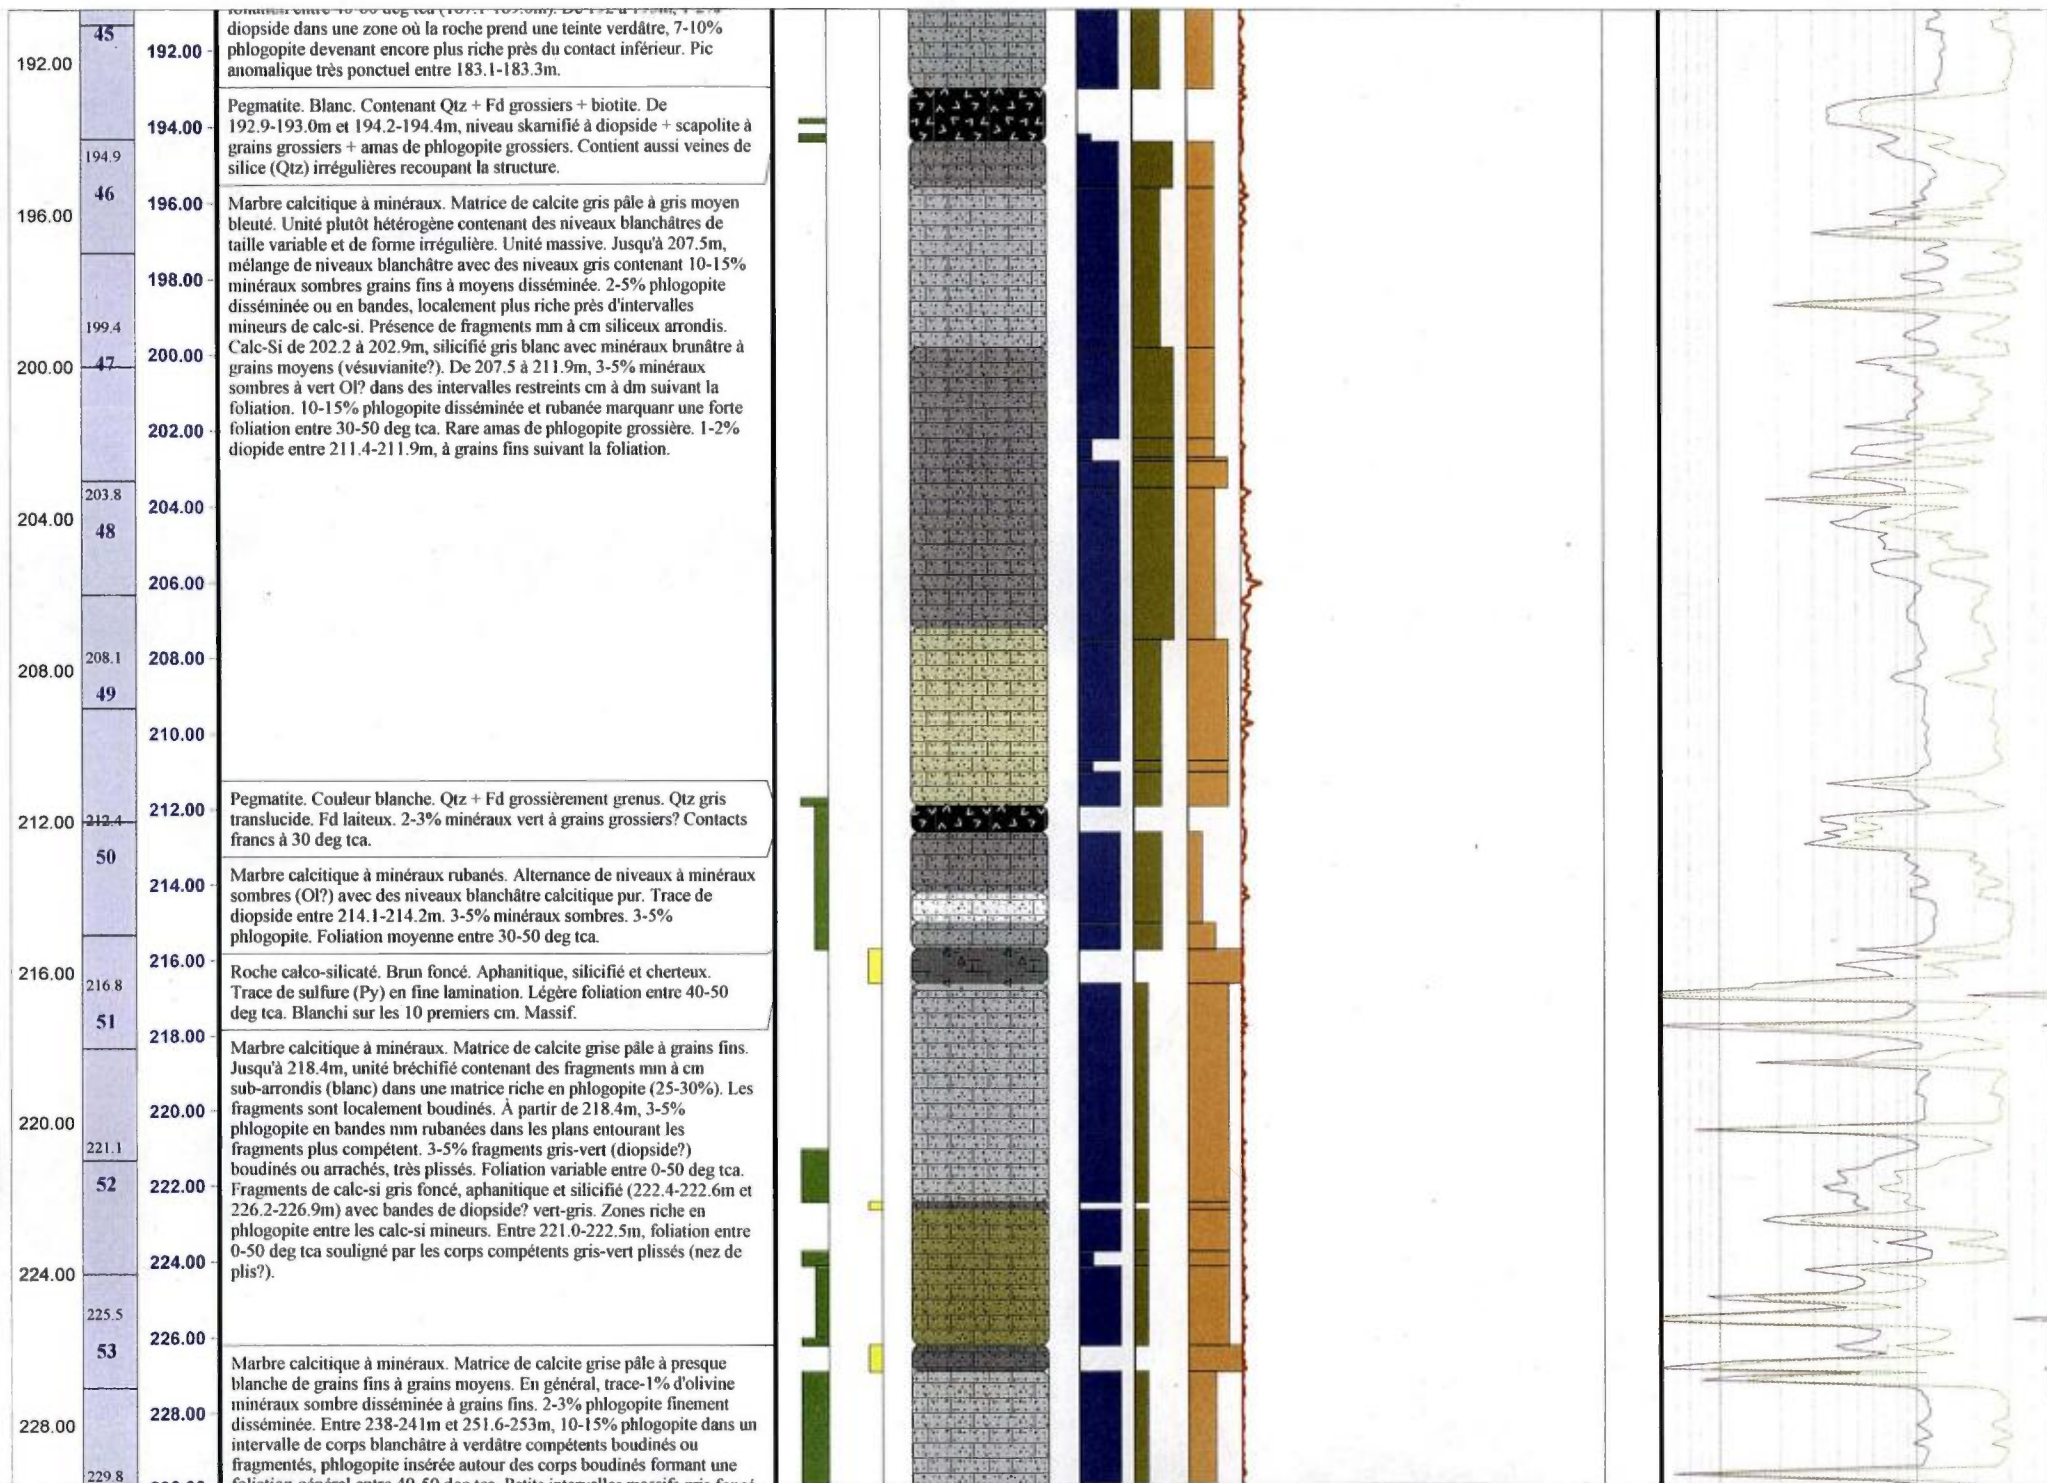 45
192.00
192.00
diopside dans une zone où la roche prend une teinte verdâtre, 7-10%
phlogopite devenant encore plus riche près du contact inférieur. Pic
anomalique très ponctuel entre 183.1-183.3m.
Pegmatite. Blanc. Contenant Qtz + Fd grossiers + biotite. De
192.9-193.0m et 194.2-194.4m, niveau skarnifié à diopside + scapolite à
grains grossiers + amas de phlogopite grossiers. Contient aussi veines de
silice (Qtz) irrégulières recoupant la structure.
194.00
194.9
46
196.00
196.00
Marbre calcitique à minéraux. Matrice de calcite gris pâle à gris moyen
bleuté. Unité plutôt hétérogène contenant des niveaux blanchâtres de
taille variable et de forme irrégulière. Unité massive. Jusqu'à 207.5m,
mélange de niveaux blanchâtre avec des niveaux gris contenant 10-15%
minéraux sombres grains fins à moyens disséminée. 2-5% phlogopite
disséminée ou en bandes, localement plus riche près d'intervalles
mineurs de calc-si. Présence de fragments mm à cm siliceux arrondis.
Calc-Si de 202.2 à 202.9m, silicifié gris blanc avec minéraux brunâtre à
grains moyens (vésuvianite?). De 207.5 à 211.9m, 3-5% minéraux
sombres à vert Ol? dans des intervalles restreints cm à dm suivant la
foliation. 10-15% phlogopite disséminée et rubanée marquanr une forte
foliation entre 30-50 deg tca. Rare amas de phlogopite grossière. 1-2%
diopide entre 211.4-211.9m, à grains fins suivant la foliation.
198.00
199.4
47
200.00
200.00
202.00
203.8
48
204.00
204.00
206.00
208.1
49
208.00
208.00
210.00
Pegmatite. Couleur blanche. Qtz + Fd grossièrement grenus. Qtz gris
translucide. Fd laiteux. 2-3% minéraux vert à grains grossiers? Contacts
francs à 30 deg tca.
212.00
212.4
212.00
50
Marbre calcitique à minéraux rubanés. Alternance de niveaux à minéraux
sombres (Ol?) avec des niveaux blanchâtre calcitique pur. Trace de
diopside entre 214.1-214.2m. 3-5% minéraux sombres. 3-5%
phlogopite. Foliation moyenne entre 30-50 deg tca.
214.00
216.00
216.8
51
216.00
Roche calco-silicaté. Brun foncé. Aphanitique, silicifié et cherteux.
Trace de sulfure (Py) en fine lamination. Légère foliation entre 40-50
deg tca. Blanchi sur les 10 premiers cm. Massif.
218.00
Marbre calcitique à minéraux. Matrice de calcite grise pâle à grains fins.
Jusqu'à 218.4m, unité bréchifié contenant des fragments mm à cm
sub-arrondis (blanc) dans une matrice riche en phlogopite (25-30%). Les
fragments sont localement boudinés. À partir de 218.4m, 3-5%
phlogopite en bandes mm rubanées dans les plans entourant les
fragments plus compétent. 3-5% fragments gris-vert (diopside?)
boudinés ou arrachés, très plissés. Foliation variable entre 0-50 deg tca.
Fragments de calc-si gris foncé, aphanitique et silicifié (222.4-222.6m et
226.2-226.9m) avec bandes de diopside? vert-gris. Zones riche en
phlogopite entre les calc-si mineurs. Entre 221.0-222.5m, foliation entre
0-50 deg tca souligné par les corps compétents gris-vert plissés (nez de
plis?).
220.00
220.00
221.1
52
222.00
224.00
224.00
225.5
53
226.00
Marbre calcitique à minéraux. Matrice de calcite grise pâle à presque
blanche de grains fins à grains moyens. En général, trace-1% d'olivine
minéraux sombre disséminée à grains fins. 2-3% phlogopite finement
disséminée. Entre 238-241m et 251.6-253m, 10-15% phlogopite dans un
intervalle de corps blanchâtre à verdâtre compétents boudinés ou
fragmentés, phlogopite insérée autour des corps boudinés formant une
228.00
228.00
229.8